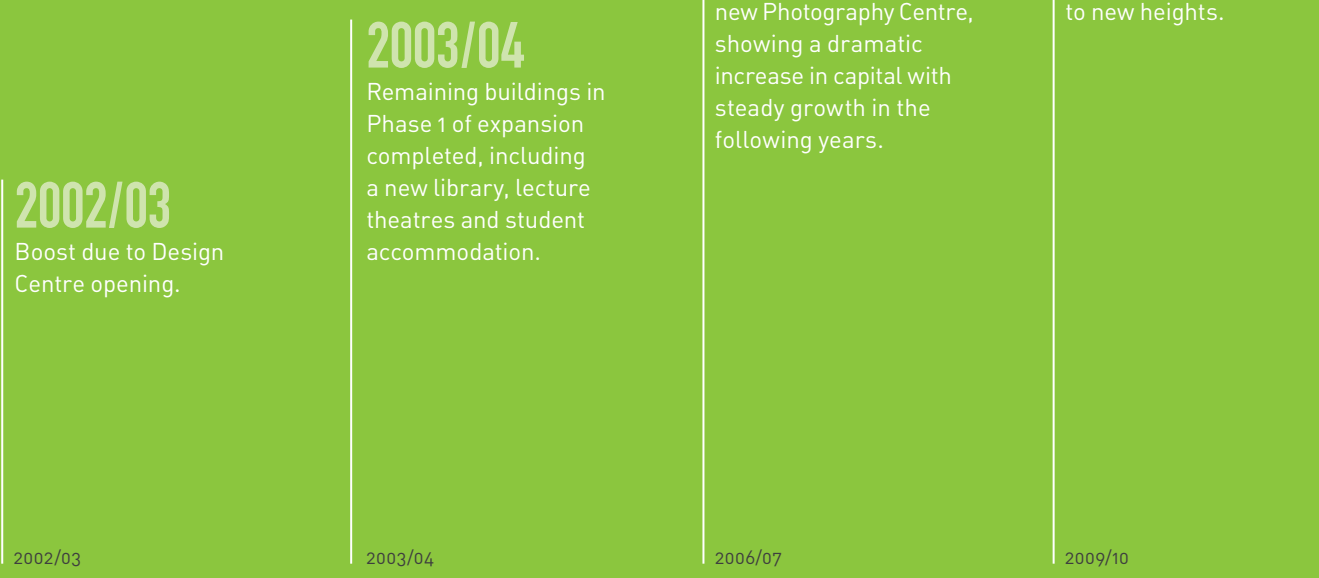 2002/03
Boost due to Design
Centre opening.
2003/04
Remaining buildings in
Phase 1 of expansion
completed, including
a new library, lecture
theatres and student
accommodation.
new Photography Centre,
showing a dramatic
increase in capital with
steady growth in the
following years.
to new heights.
2002/03
2003/04
2006/07
2009/10